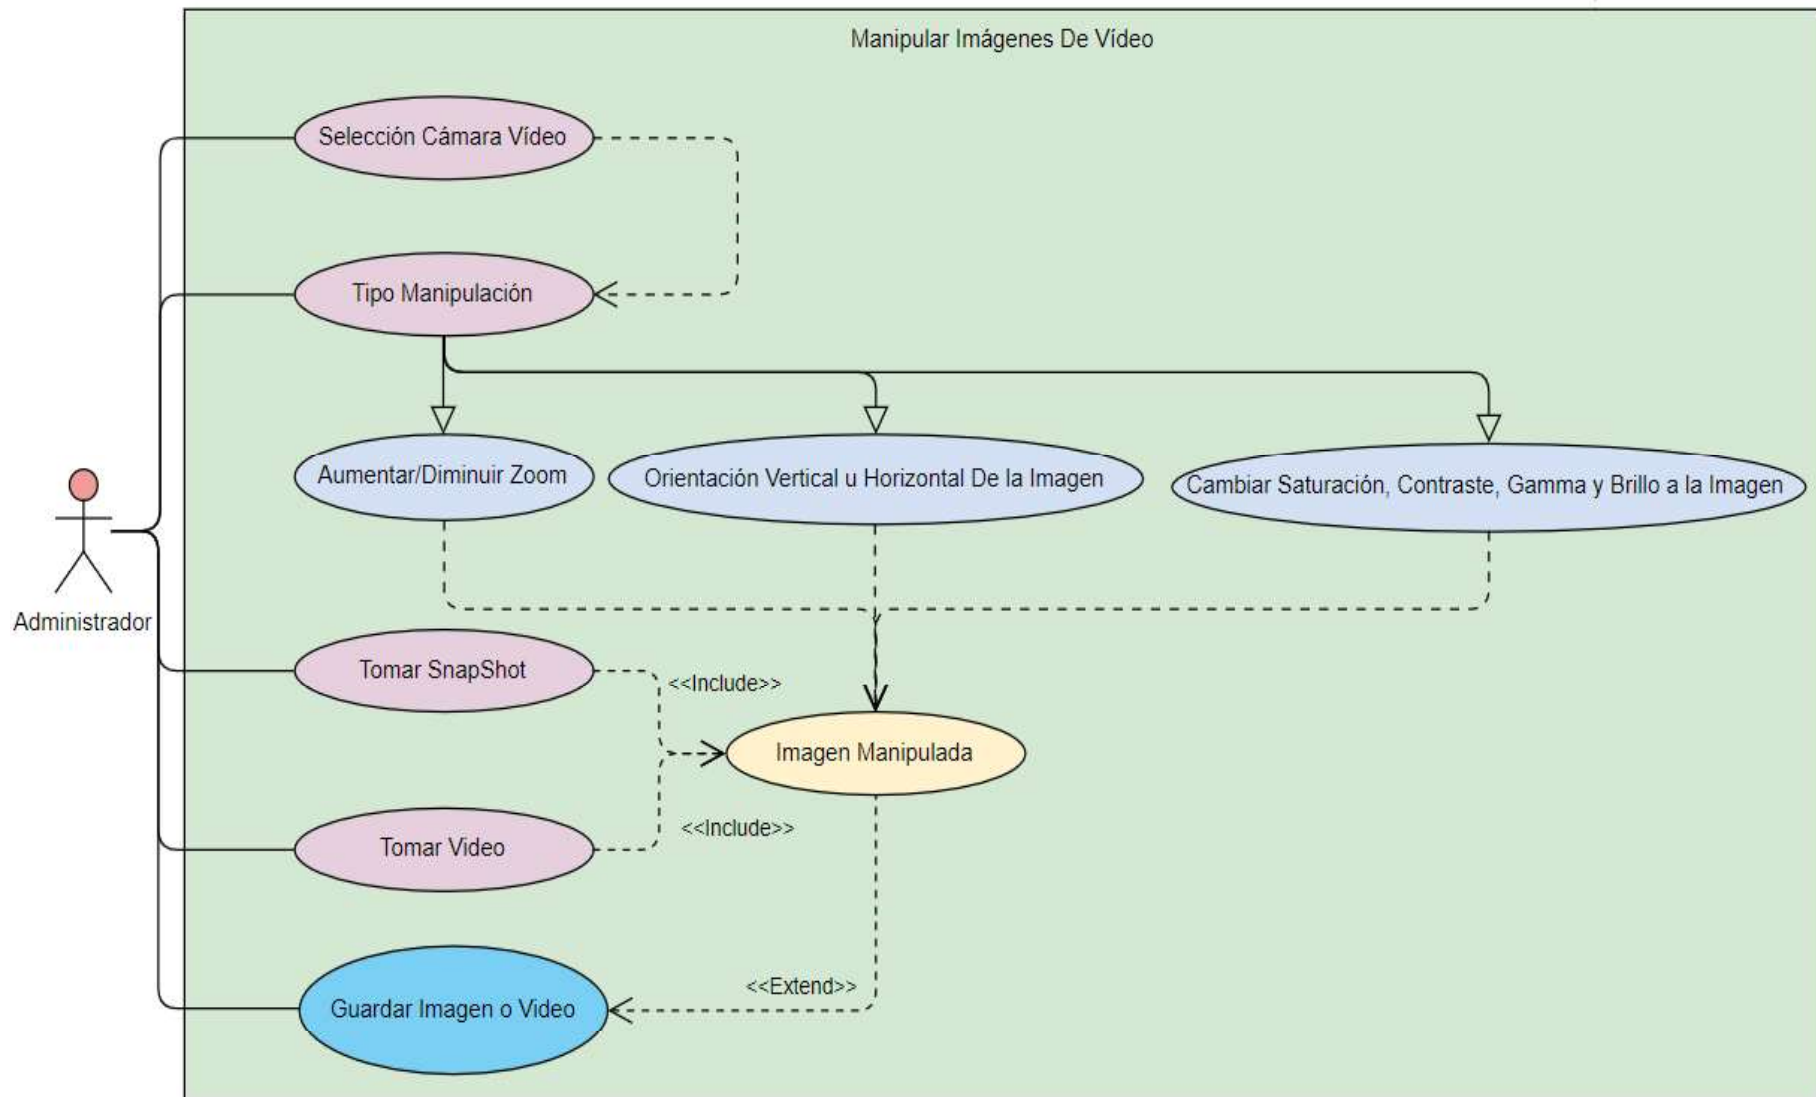 Manipular Imágenes De Vídeo
Selección Cámara Vídeo
Tipo Manipulación
Aumentar/Diminuir Zoom
Orientación Vertical u Horizontal De la Imagen
Cambiar Saturación, Contraste, Gamma y Brillo a la Imagen
Administrador
Tomar SnapShot
<<Include>>
Imagen Manipulada
<<Include>>
Tomar Video
<<Extend>>
Guardar Imagen o Video